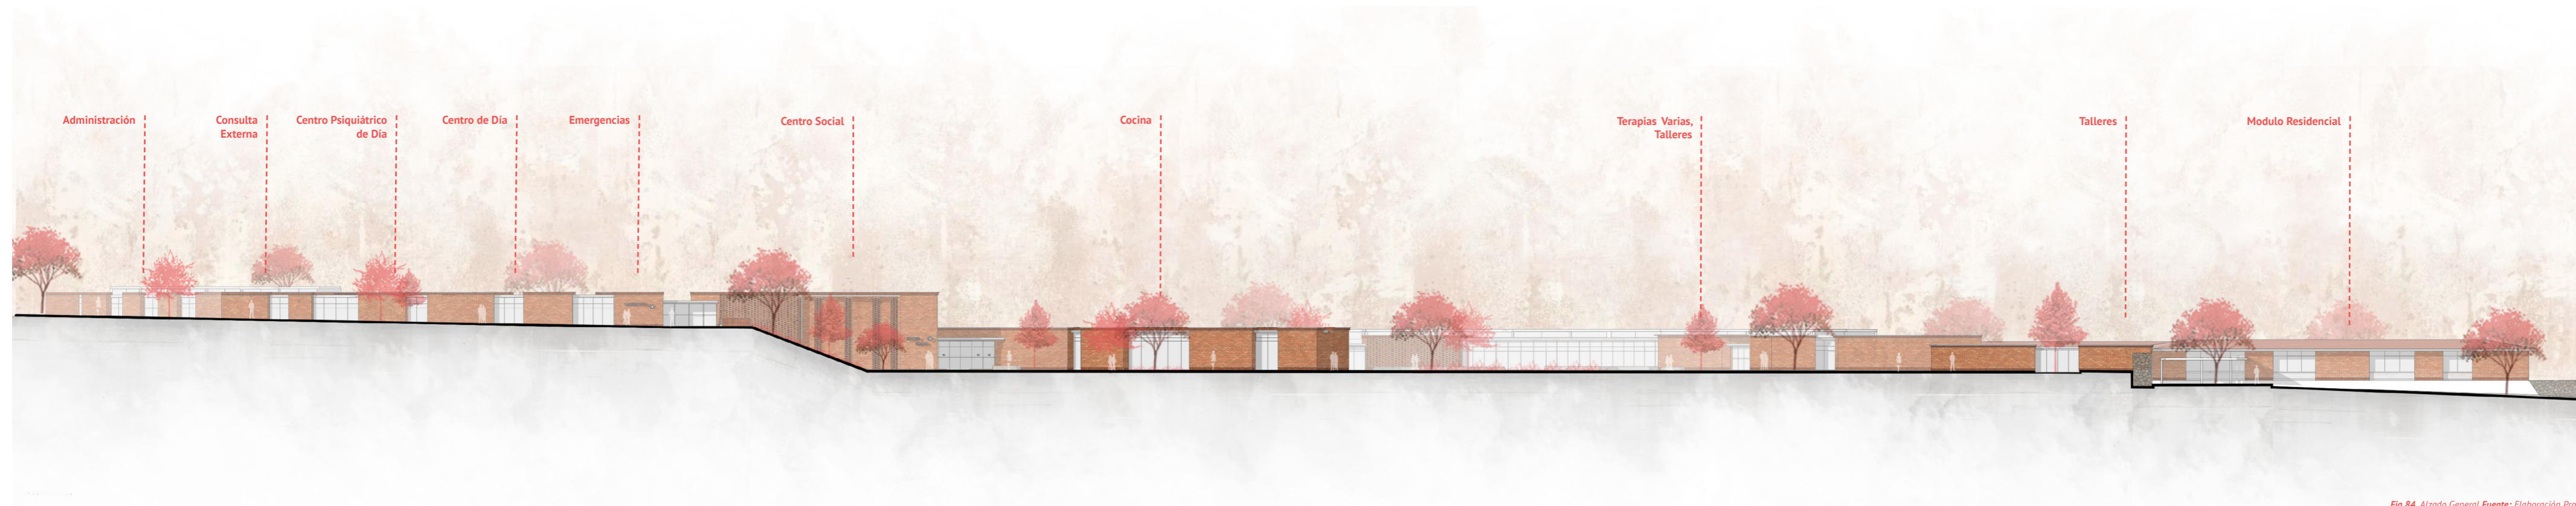 Administración
Consulta
Externa
Centro Psiquiátrico
de Día
Centro de Día
Emergencias
Centro Social
Cocina
Terapias Varias,
Talleres
Talleres
Modulo Residencial
Fig 84. Alzado General Fuente: Elaboración Pro